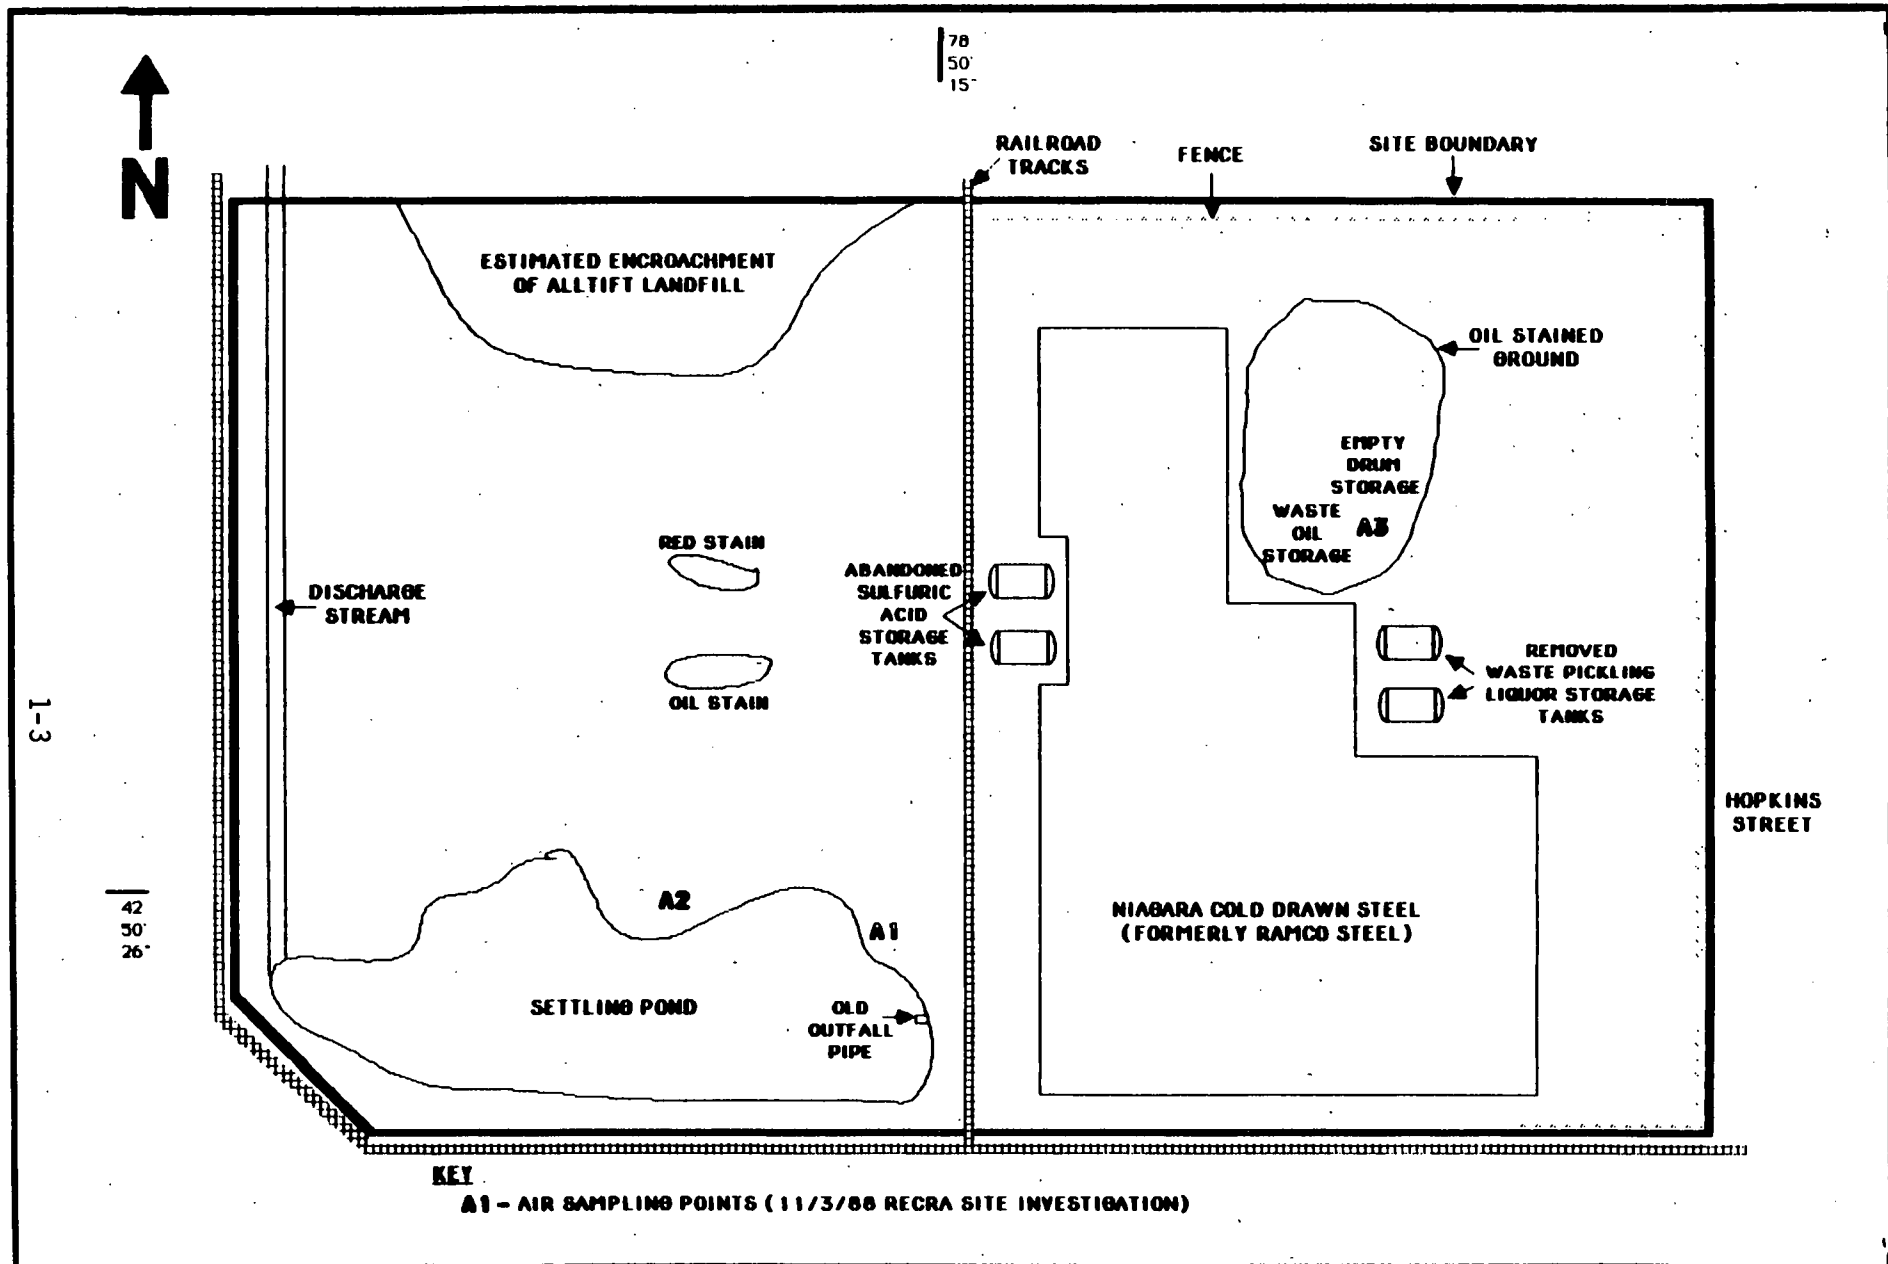 78
50'
15"
N
RAILROAD
TRACKS
FENCE
SITE BOUNDARY
ESTIMATED ENCROACHMENT
OF ALLTIFT LANDFILL
OIL STAINED
GROUND
EMPTY
DRUM
STORAGE
WASTE
OIL
STORAGE
A3
RED STAIN
ABANDONED
SULFURIC
ACID
STORAGE
TANKS
DISCHARGE
STREAM
OIL STAIN
REMOVED
WASTE PICKLING
LIQUOR STORAGE
TANKS
1-3
HOPKINS
STREET
42
50'
26"
A2
A1
NIAGARA COLD DRAWN STEEL
(FORMERLY RAMCO STEEL)
SETTLING POND
OLD
OUTFALL
PIPE
KEY
A1 - AIR SAMPLING POINTS (11/3/88 RECRA SITE INVESTIGATION)